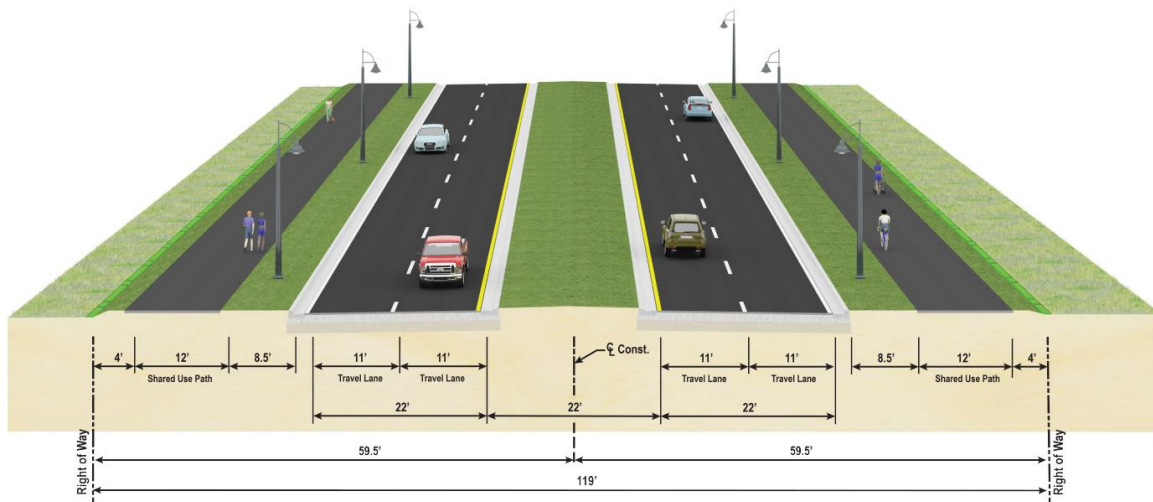 ℄ Const.
4'
12'
8.5'
11'
11'
11'
11'
8.5'
12'
4'
Shared Use Path
Travel Lane
Travel Lane
Travel Lane
Travel Lane
Shared Use Path
22'
22'
22'
Right of Way
Right of Way
59.5'
59.5'
119'